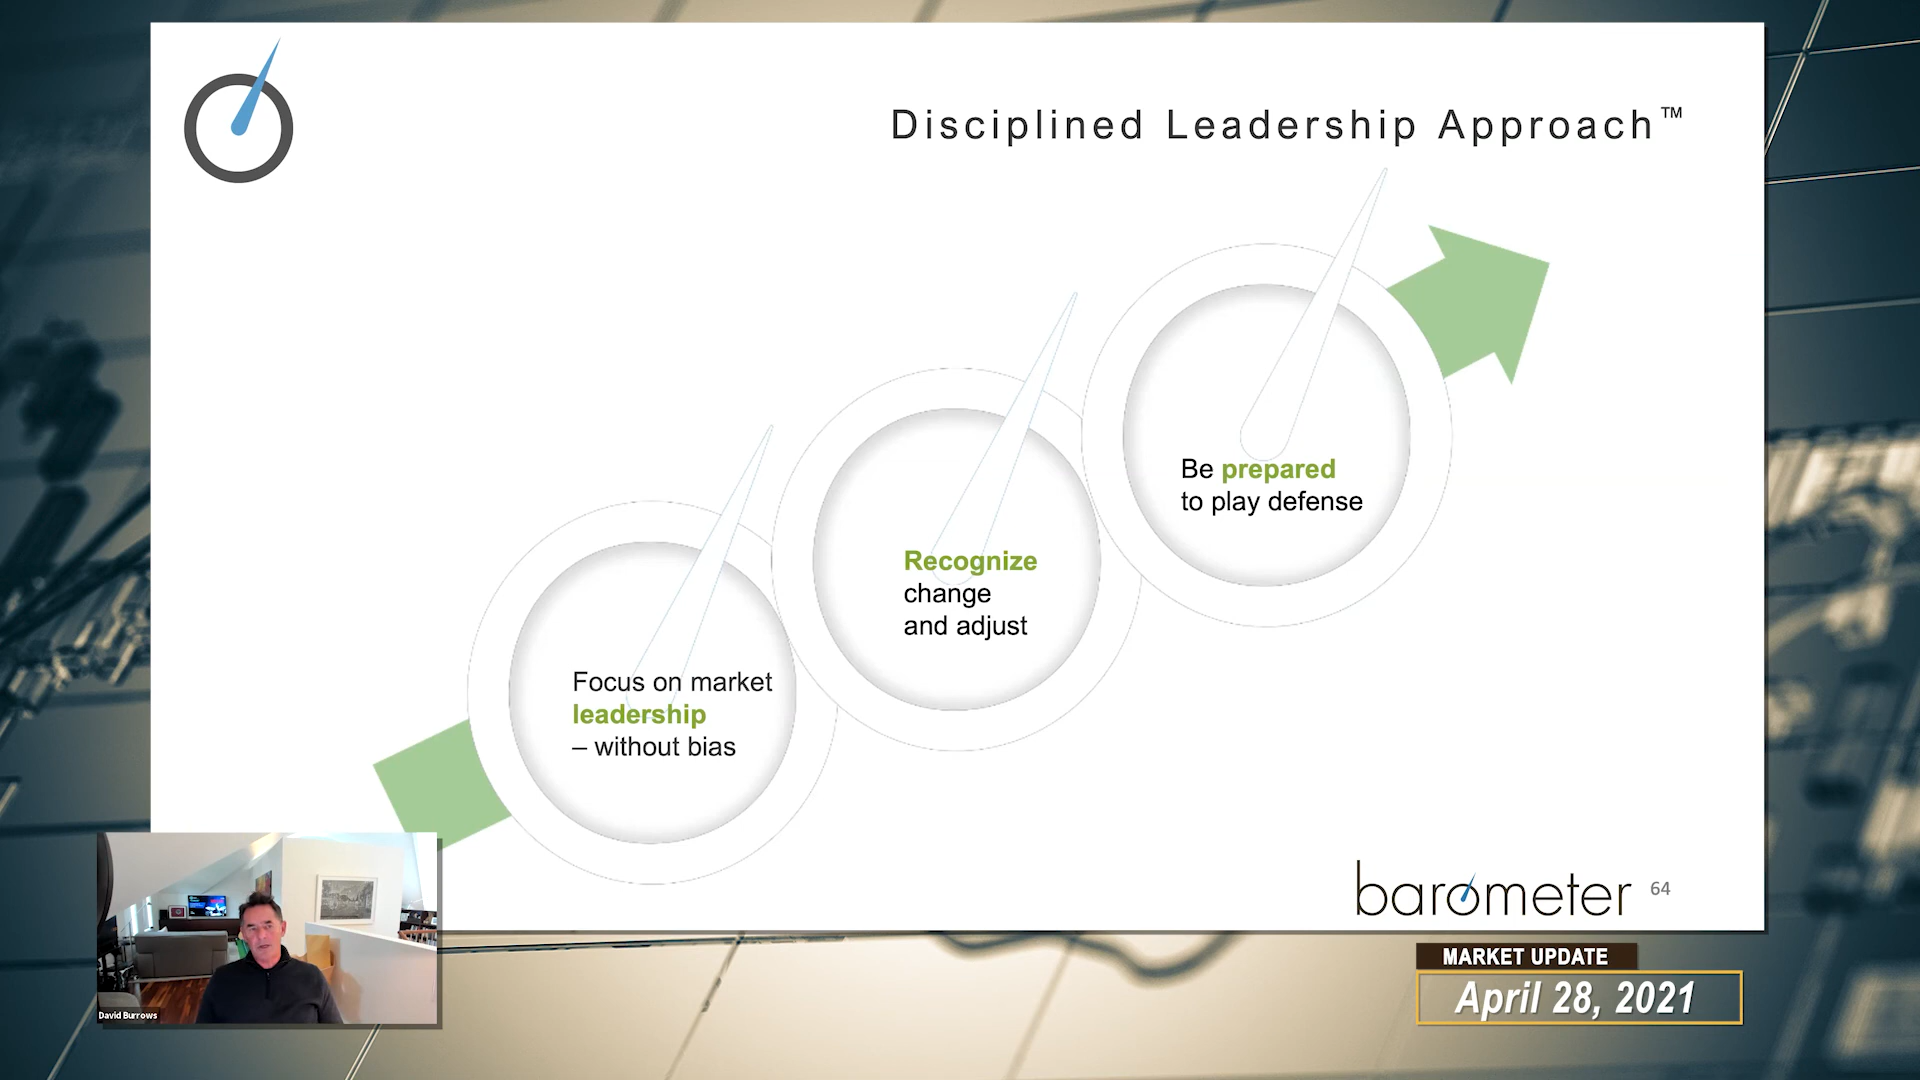 Disciplined Leadership Approach™
Be prepared
to play defense
Recognize
change
and adjust
Focus on market
leadership
– without bias
barometer
64
MARKET UPDATE
April 28, 2021
David Burrows